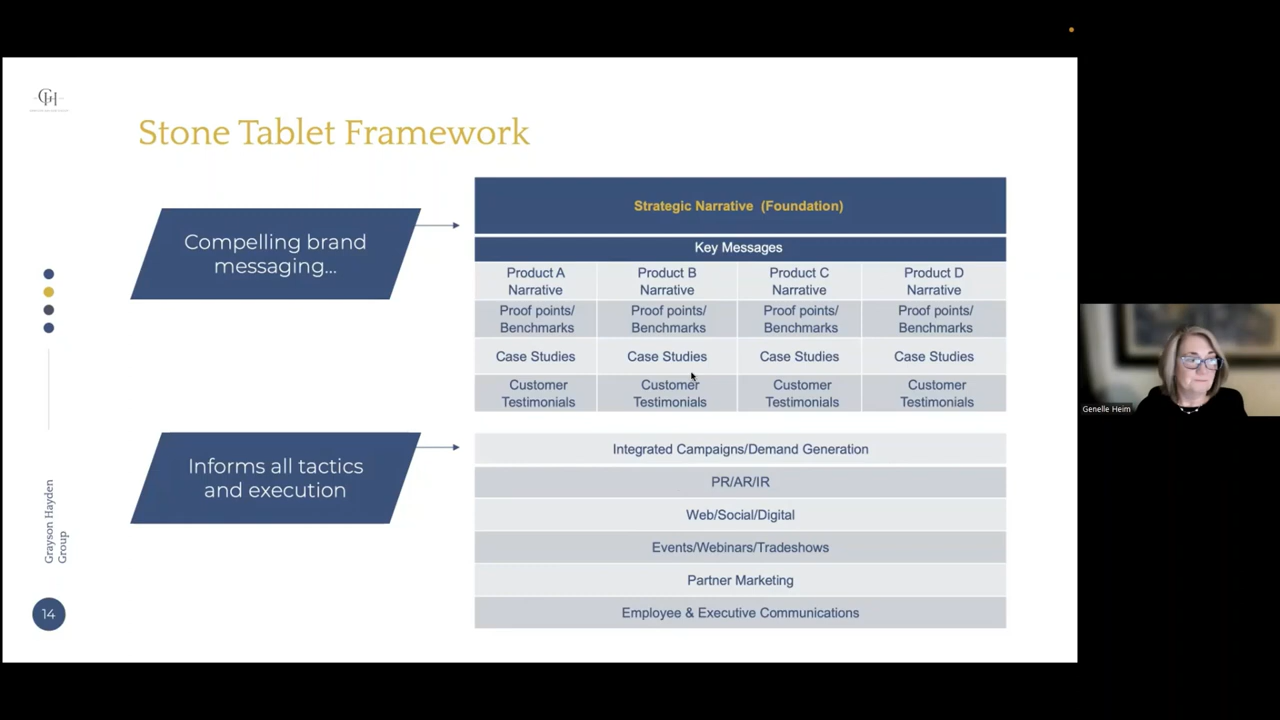 GH
Stone Tablet Framework
Compelling brand
messaging...
Strategic Narrative (Foundation)
Key Messages
Product A
Narrative
Product B
Narrative
Product C
Narrative
Product D
Narrative
Proof points/
Benchmarks
Proof points/
Benchmarks
Proof points/
Benchmarks
Proof points/
Benchmarks
Case Studies
Case Studies
Case Studies
Case Studies
Customer
Testimonials
Customer
Testimonials
Customer
Testimonials
Customer
Testimonials
Informs all tactics
and execution
Integrated Campaigns/Demand Generation
PR/AR/IR
Web/Social/Digital
Events/Webinars/Tradeshows
Partner Marketing
Employee & Executive Communications
Grayson Hayden
Group
14
Genelle Heim